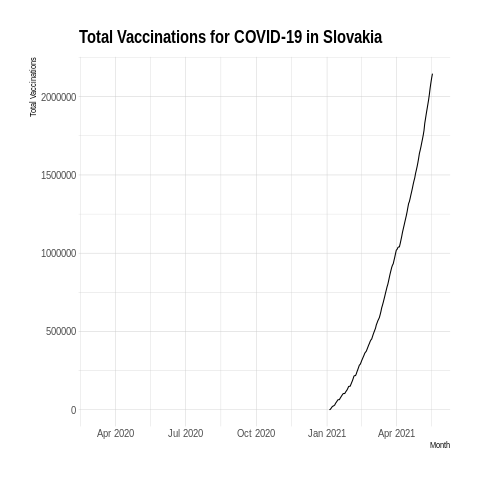 Total Vaccinations for COVID-19 in Slovakia
Total Vaccinations
2000000
1500000
1000000
500000
0
Apr 2020 Jul 2020 Oct 2020 Jan 2021 Apr 2021
Month